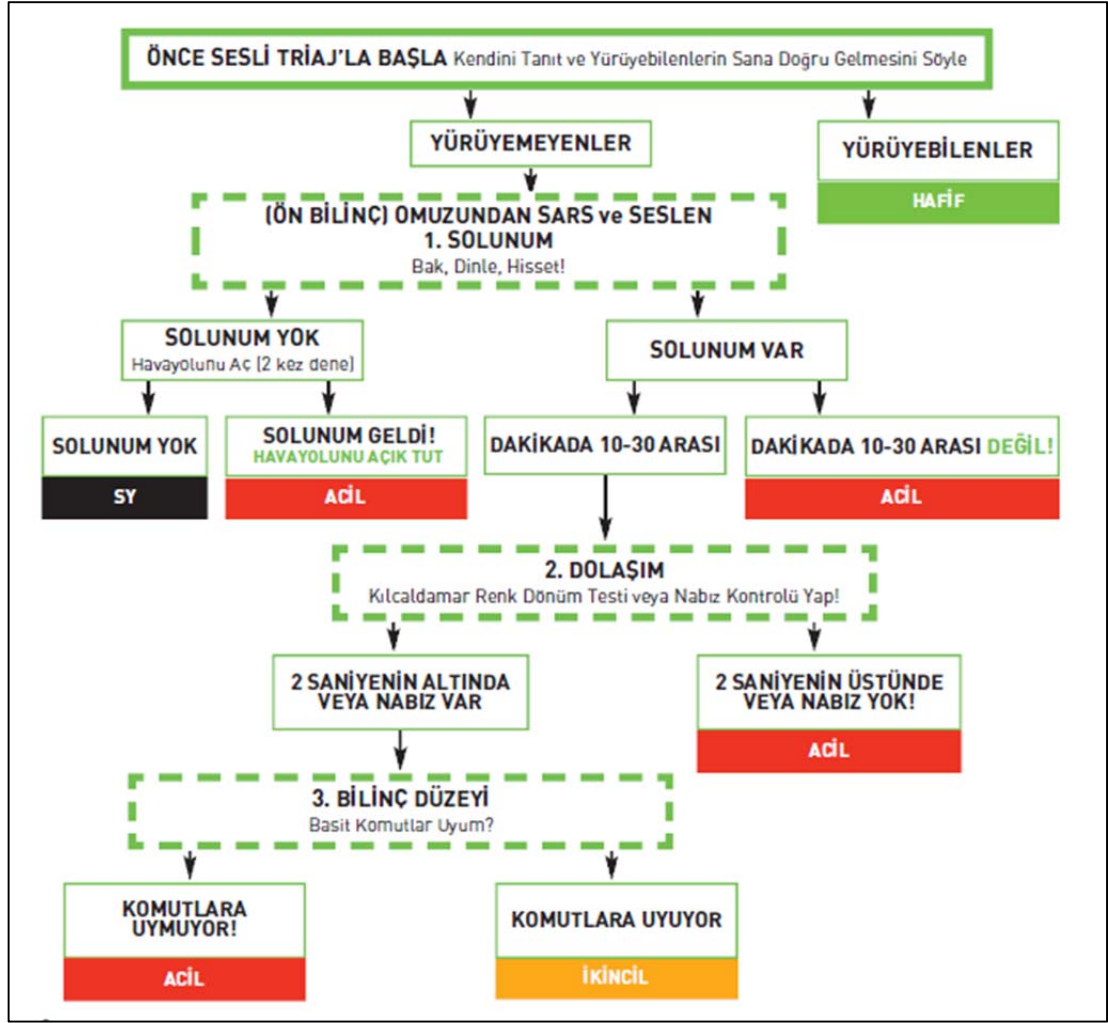 ÖNCE SESLİ TRİAJ'LA BAŞLA Kendini Tanıt ve Yürüyebilenlerin Sana Doğru Gelmesini Söyle
YÜRÜYEMEYENLER
YÜRÜYEBİLENLER
HAFİF
(ÖN BİLİNÇ) OMUZUNDAN SARS ve SESLEN
1. SOLUNUM
Bak, Dinle, Hisset!
SOLUNUM YOK
Havayolunu Aç (2 kez dene)
SOLUNUM VAR
SOLUNUM YOK
SY
SOLUNUM GELDİ!
HAVAYOLUNU AÇIK TUT
ACİL
DAKİKADA 10-30 ARASI
DAKİKADA 10-30 ARASI DEĞİL!
ACİL
2. DOLAŞIM
Kılcaldamar Renk Dönüm Testi veya Nabız Kontrolü Yap!
2 SANİYENİN ALTINDA
VEYA NABIZ VAR
2 SANİYENİN ÜSTÜNDE
VEYA NABIZ YOK!
ACİL
3. BİLİNÇ DÜZEYİ
Basit Komutlar Uyum?
KOMUTLARA
UYMUYOR!
ACİL
KOMUTLARA UYUYOR
İKİNCİL